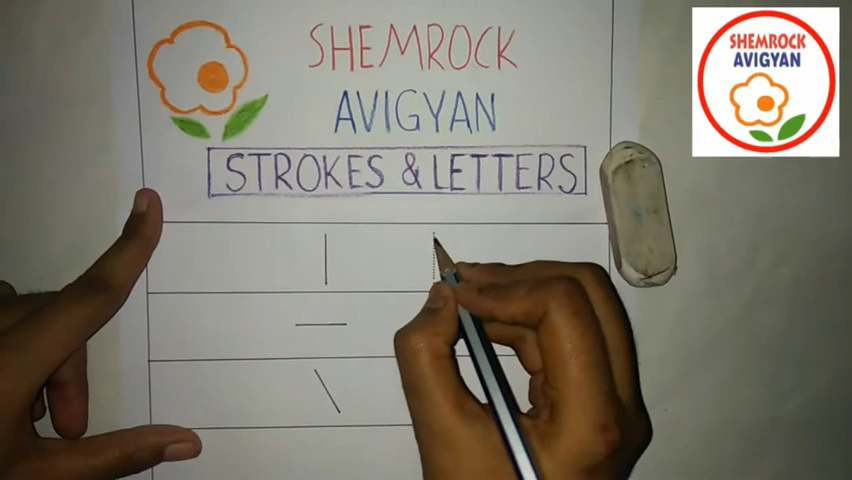 SHEMROCK
AVIGYAN
STROKES & LETTERS
SHEMROCK
AVIGYAN